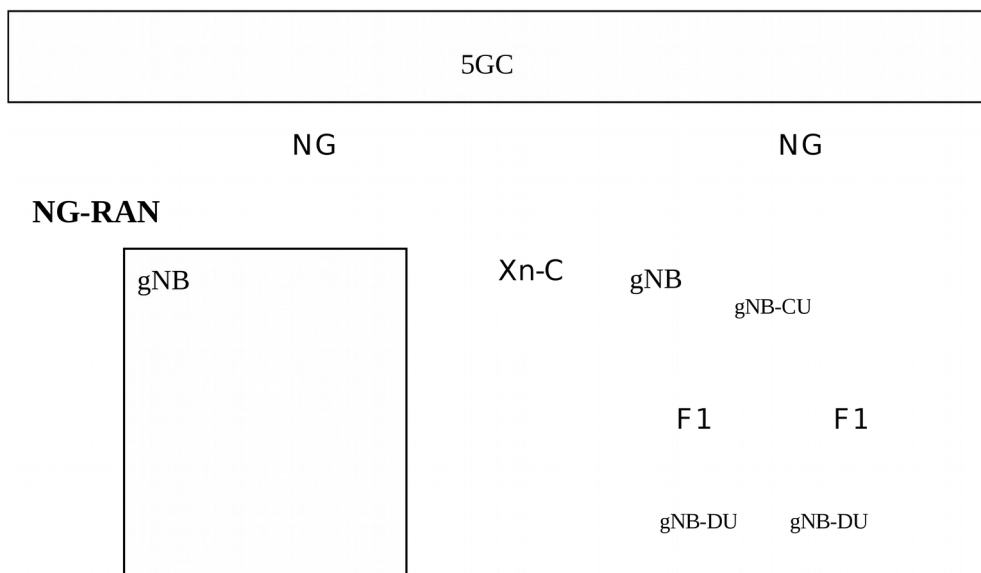 5GC
NG NG
NG-RAN
gNB Xn-C gNB
gNB-CU
F1 F1
gNB-DU gNB-DU